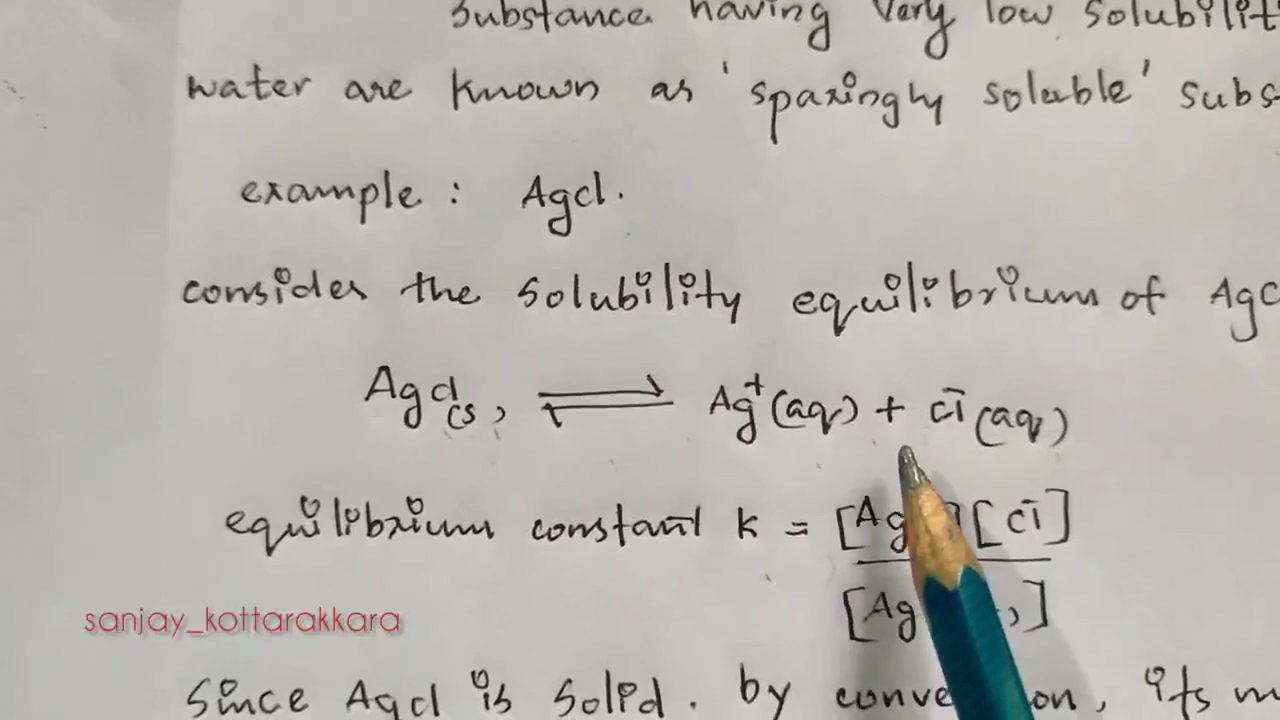 Substance having very low solubilit
water are known as 'sparingly soluble' subs
example : Agcl.
consider the solubility equilibrium of Agc
Agcl(s) ⇌ Ag⁺(aq) + cl⁻(aq)
equilibrium constant k = [Ag ][cl⁻]
[Ag )]
sanjay_kottarakkara
Since Agcl is solid. by conve on, its m